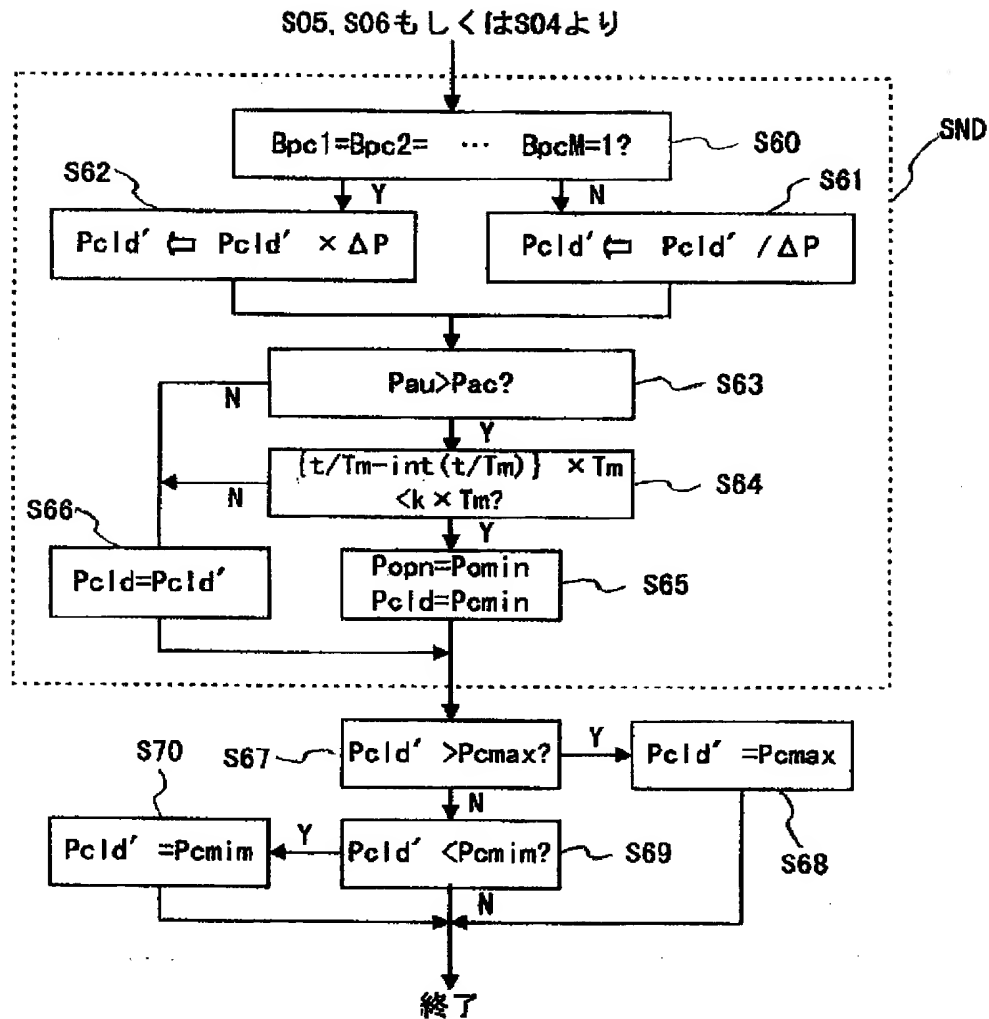 S05, S06もしくはS04より
Bpc1=Bpc2= … BpcM=1?
S60
SND
S62
Y
N
S61
Pcld′ ⇦ Pcld′ × ΔP
Pcld′ ⇦ Pcld′ /ΔP
Pau>Pac?
S63
N
Y
{t/Tm-int(t/Tm)} × Tm
<k × Tm?
S64
N
Y
S66
Pcld=Pcld′
Popn=Pomin
Pcld=Pcmin
S65
S67
Pcld′ >Pcmax?
Y
Pcld′ =Pcmax
S68
N
S70
Pcld′ =Pcmim
Y
Pcld′ <Pcmim?
S69
N
終了